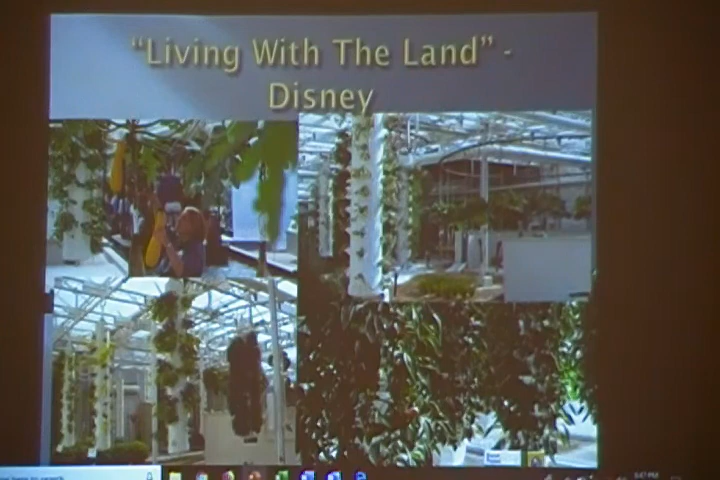 “Living With The Land” -
Disney